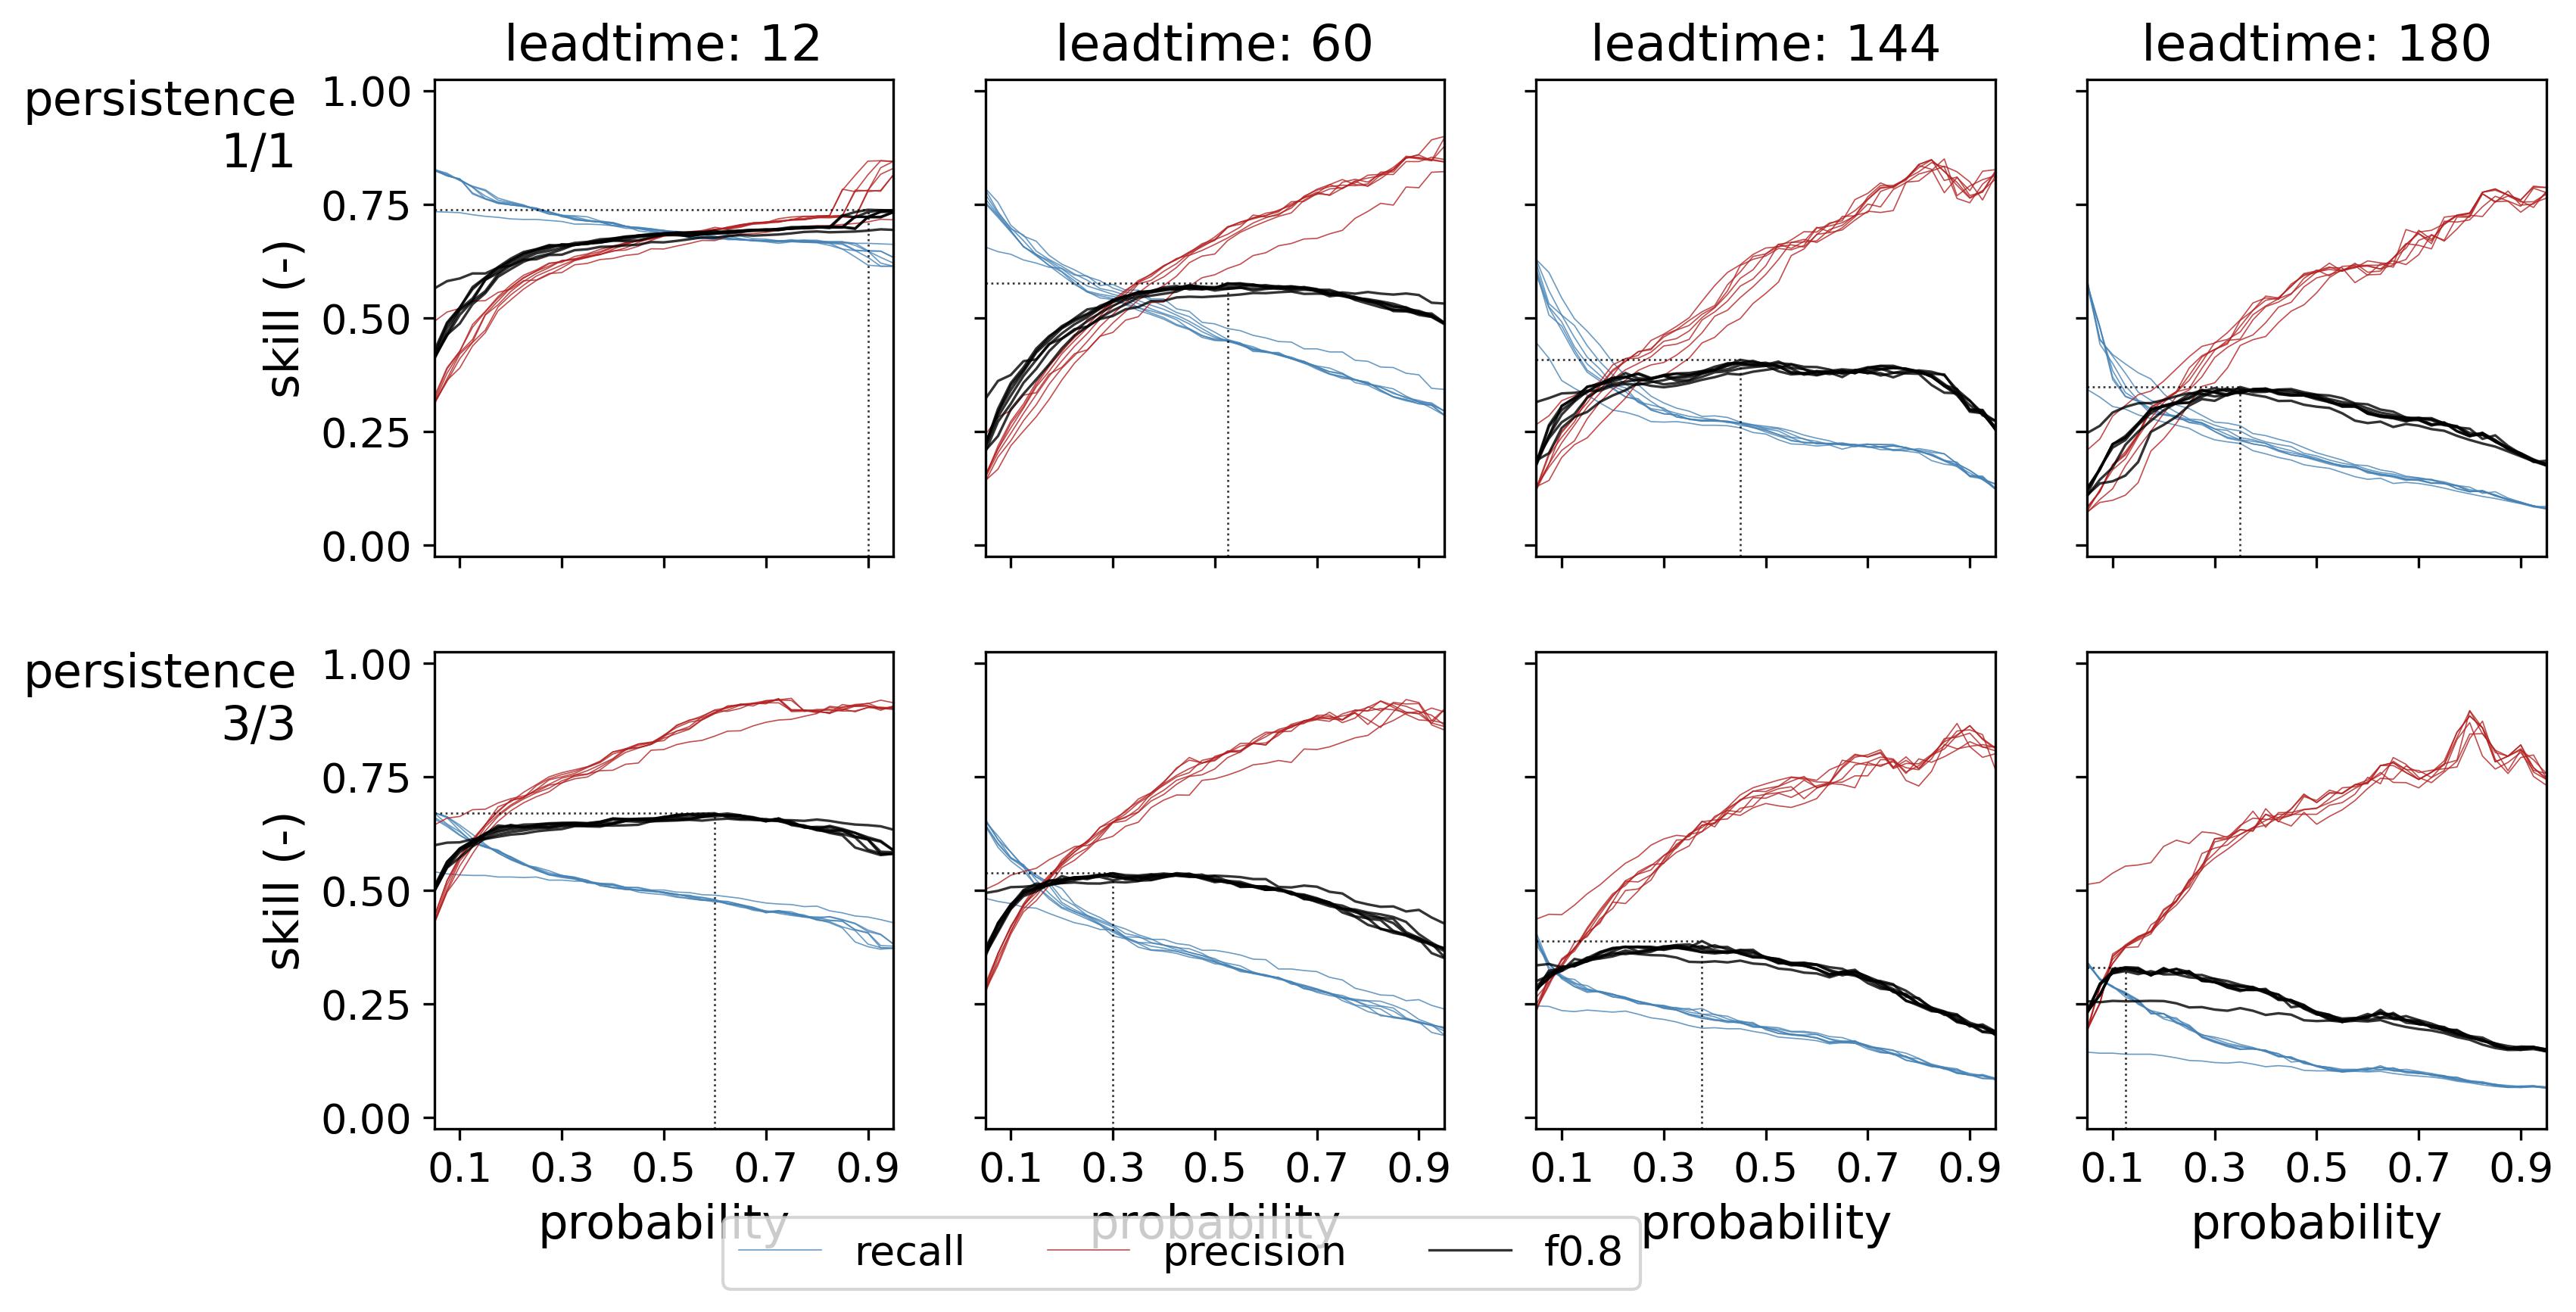 leadtime: 12 leadtime: 60 leadtime: 144 leadtime: 180
persistence
1/1
skill (-)
1.00
0.75
0.50
0.25
0.00
persistence
3/3
skill (-)
1.00
0.75
0.50
0.25
0.00
0.1 0.3 0.5 0.7 0.9 0.1 0.3 0.5 0.7 0.9 0.1 0.3 0.5 0.7 0.9 0.1 0.3 0.5 0.7 0.9
probability probability probability probability
recall precision f0.8